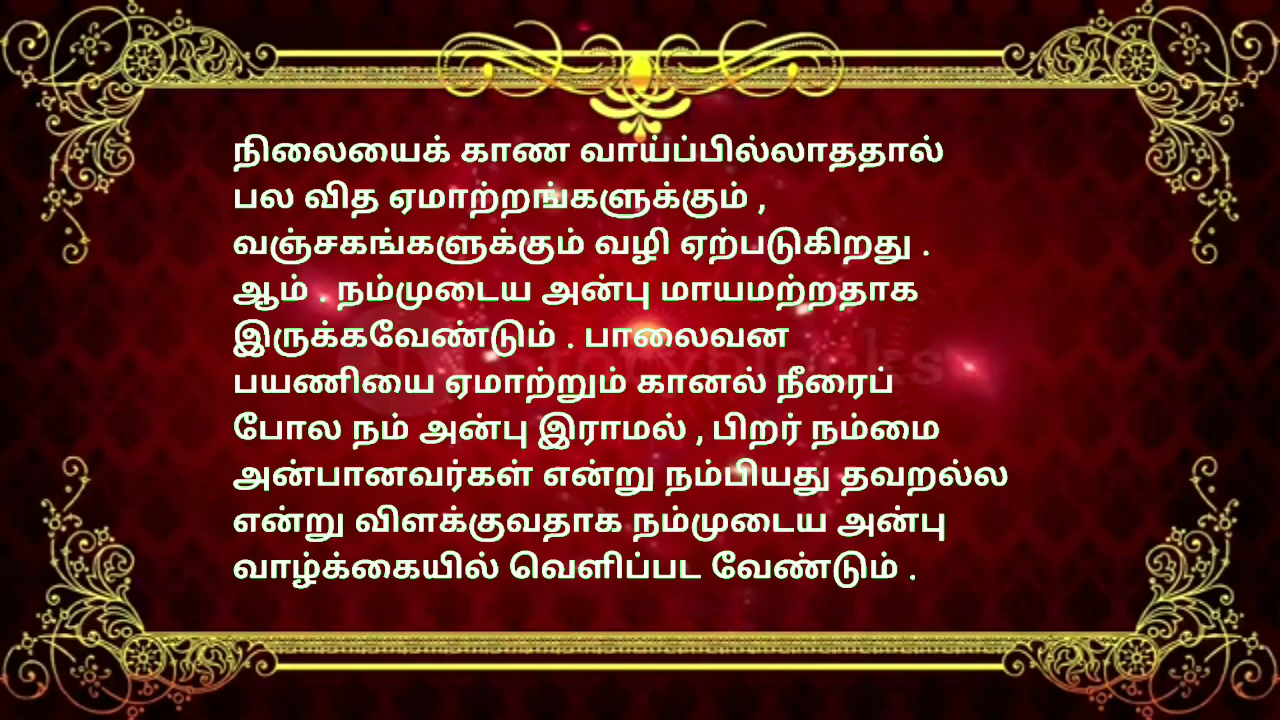 நிலையைக் காண வாய்ப்பில்லாததால்
பல வித ஏமாற்றங்களுக்கும் ,
வஞ்சகங்களுக்கும் வழி ஏற்படுகிறது .
ஆம் . நம்முடைய அன்பு மாயமற்றதாக
இருக்கவேண்டும் . பாலைவன
பயணியை ஏமாற்றும் கானல் நீரைப்
போல நம் அன்பு இராமல் , பிறர் நம்மை
அன்பானவர்கள் என்று நம்பியது தவறல்ல
என்று விளக்குவதாக நம்முடைய அன்பு
வாழ்க்கையில் வெளிப்பட வேண்டும் .